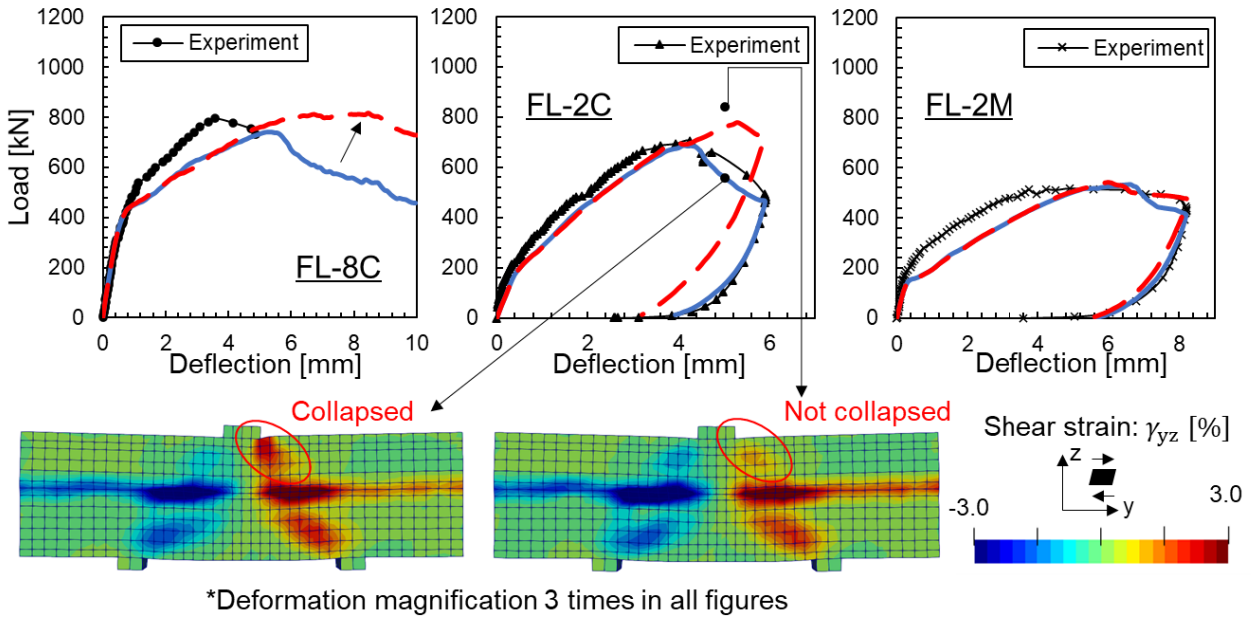 1200
1000
800
600
400
200
0
Load [kN]
Experiment
FL-8C
0 2 4 6 8 10
Deflection [mm]
1200
1000
800
600
400
200
0
Experiment
FL-2C
0 2 4 6
Deflection [mm]
1200
1000
800
600
400
200
0
Experiment
FL-2M
0 2 4 6 8
Deflection [mm]
Collapsed
Not collapsed
Shear strain: γyz [%]
z
y
-3.0 3.0
*Deformation magnification 3 times in all figures